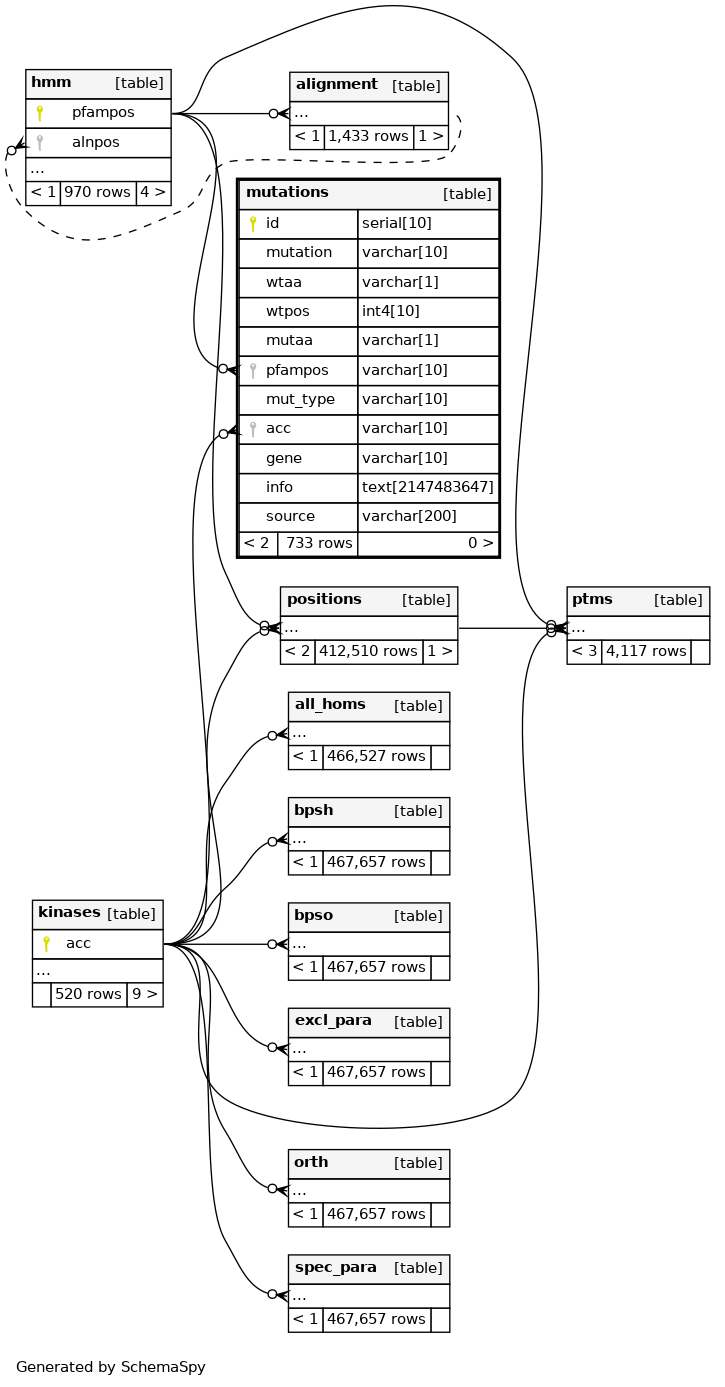 hmm [table]
pfampos
alnpos
...
< 1 970 rows 4 >
alignment [table]
...
< 1 1,433 rows 1 >
mutations [table]
id serial[10]
mutation varchar[10]
wtaa varchar[1]
wtpos int4[10]
mutaa varchar[1]
pfampos varchar[10]
mut_type varchar[10]
acc varchar[10]
gene varchar[10]
info text[2147483647]
source varchar[200]
< 2 733 rows 0 >
positions [table]
...
< 2 412,510 rows 1 >
ptms [table]
...
< 3 4,117 rows
all_homs [table]
...
< 1 466,527 rows
bpsh [table]
...
< 1 467,657 rows
kinases [table]
acc
...
520 rows 9 >
bpso [table]
...
< 1 467,657 rows
excl_para [table]
...
< 1 467,657 rows
orth [table]
...
< 1 467,657 rows
spec_para [table]
...
< 1 467,657 rows
Generated by SchemaSpy